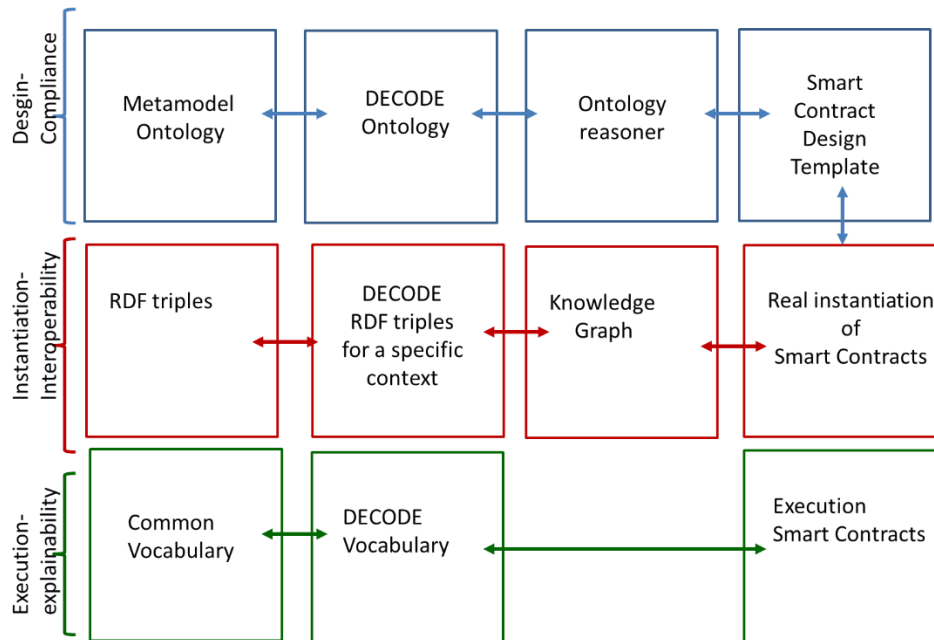 Desgin-
Compliance
Metamodel
Ontology
DECODE
Ontology
Ontology
reasoner
Smart
Contract
Design
Template
Instantiation-
Interoperability
RDF triples
DECODE
RDF triples
for a specific
context
Knowledge
Graph
Real instantiation
of
Smart Contracts
Execution-
explainability
Common
Vocabulary
DECODE
Vocabulary
Execution
Smart Contracts